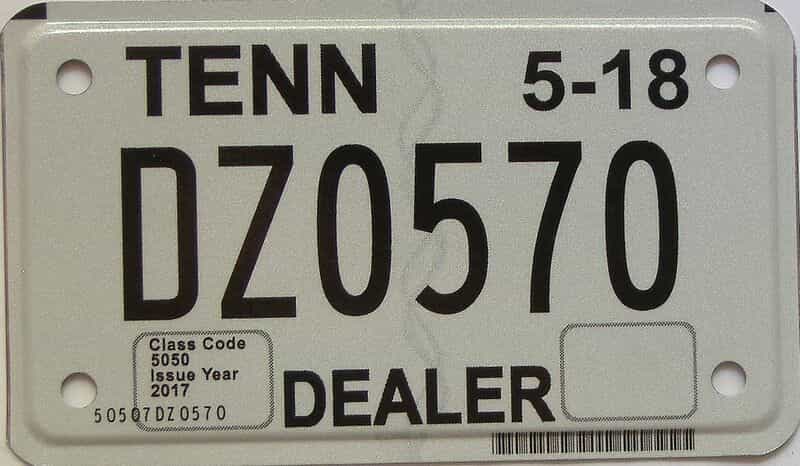 TENN 5-18
DZ0570
Class Code
5050
Issue Year
2017
50507DZ0570
DEALER